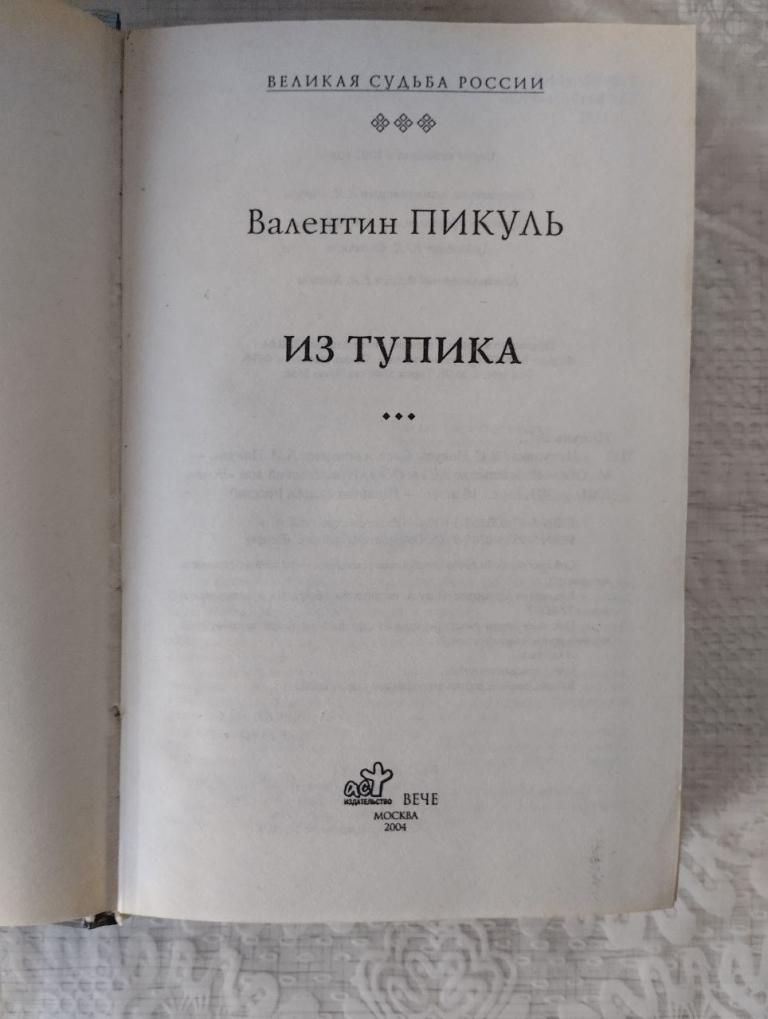 ВЕЛИКАЯ СУДЬБА РОССИИ
Валентин ПИКУЛЬ
ИЗ ТУПИКА
аст
ИЗДАТЕЛЬСТВО ВЕЧЕ
МОСКВА
2004